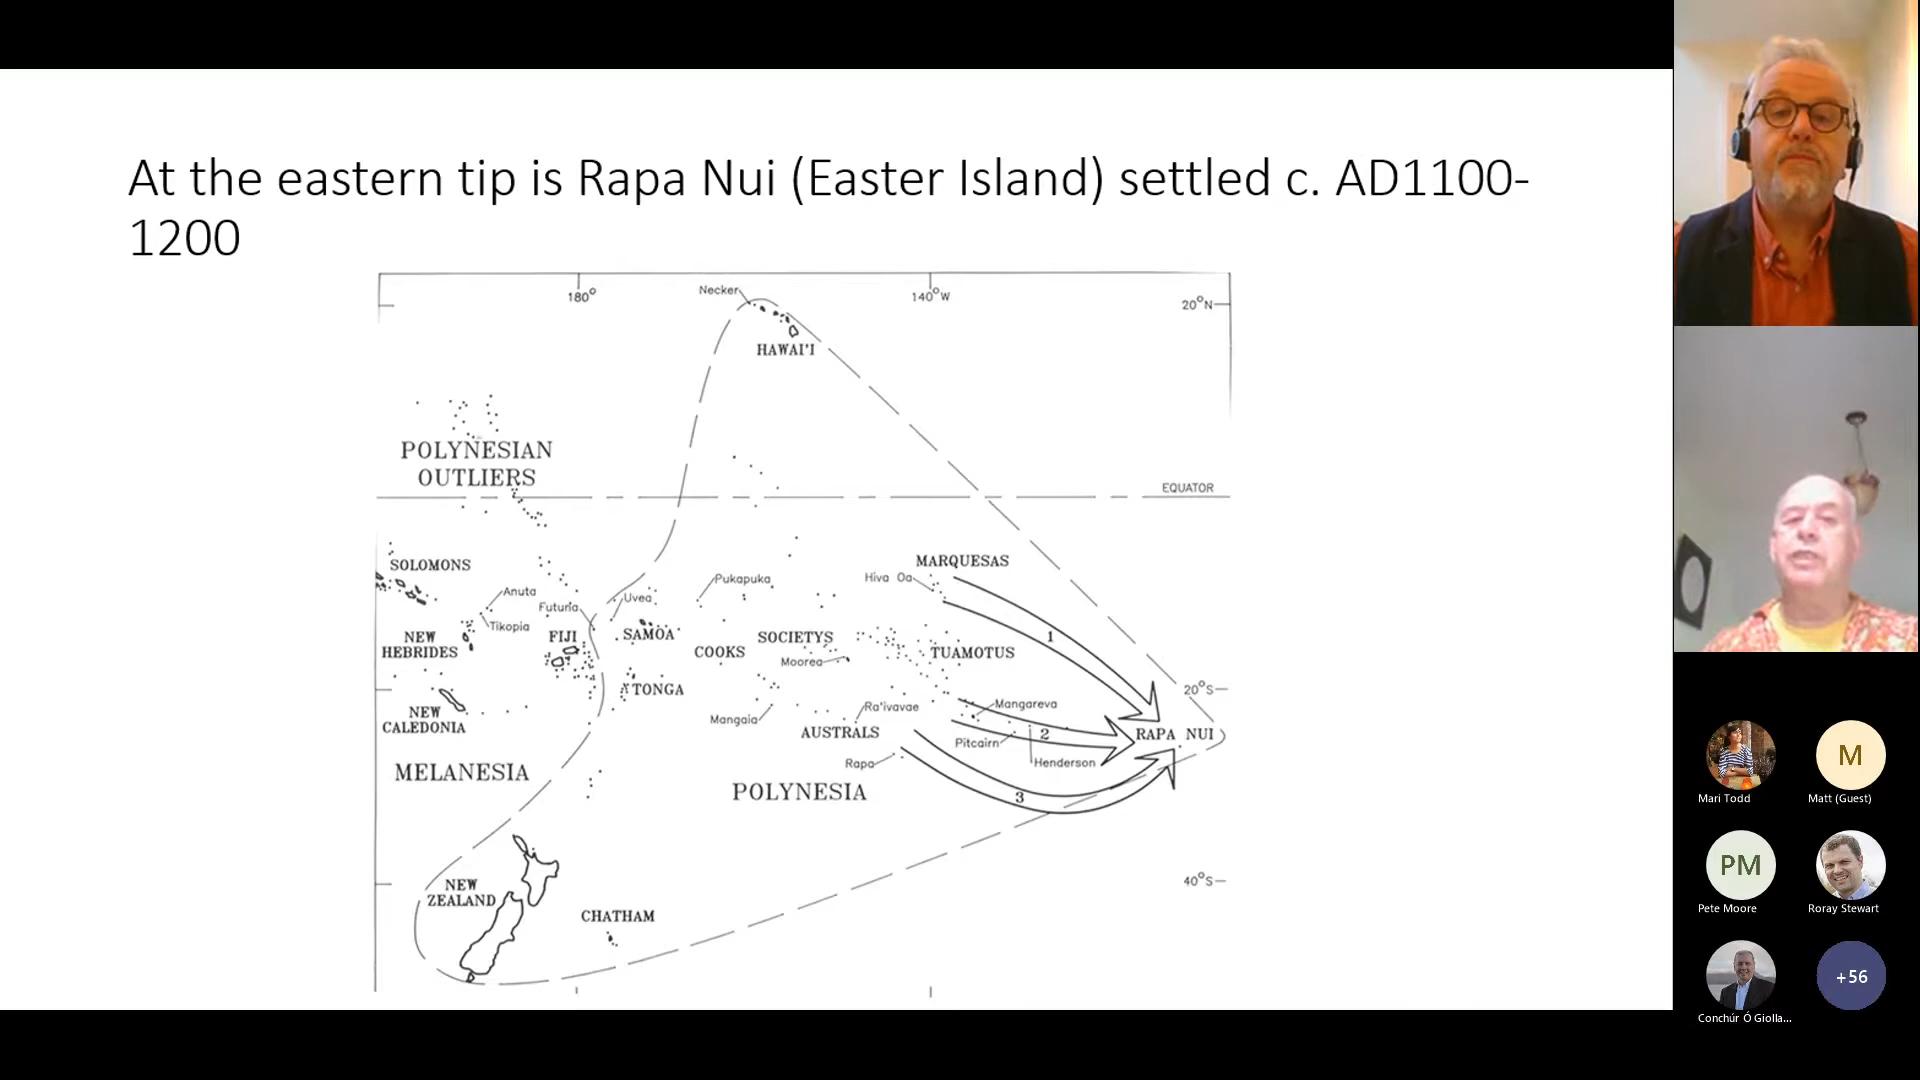 At the eastern tip is Rapa Nui (Easter Island) settled c. AD1100-
1200
180°
Necker
140°W
20°N
HAWAI'I
POLYNESIAN
OUTLIERS
EQUATOR
SOLOMONS
MARQUESAS
Hiva Oa
Pukapuka
Anuta
Uvea
Futuna
Tikopia
NEW
HEBRIDES
FIJI
SAMOA
SOCIETYS
1
COOKS
TUAMOTUS
Moorea
TONGA
20°S
NEW
CALEDONIA
Mangaia
Ra'ivavae
Mangareva
AUSTRALS
Pitcairn
2
RAPA NUI
Rapa
Henderson
MELANESIA
POLYNESIA
3
NEW
ZEALAND
40°S
CHATHAM
M
Mari Todd
Matt (Guest)
PM
Pete Moore
Roray Stewart
+56
Conchúr Ó Giolla...